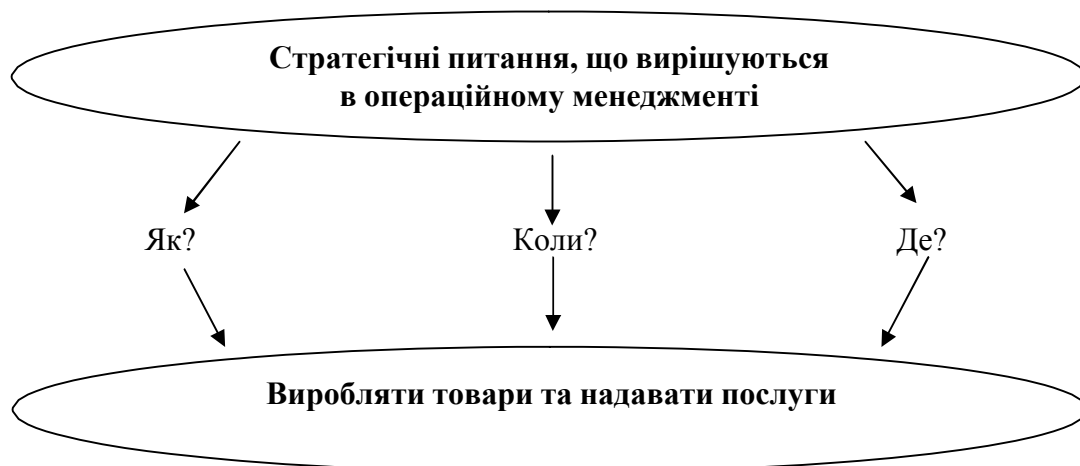 Стратегічні питання, що вирішуються
в операційному менеджменті
Як?
Коли?
Де?
Виробляти товари та надавати послуги